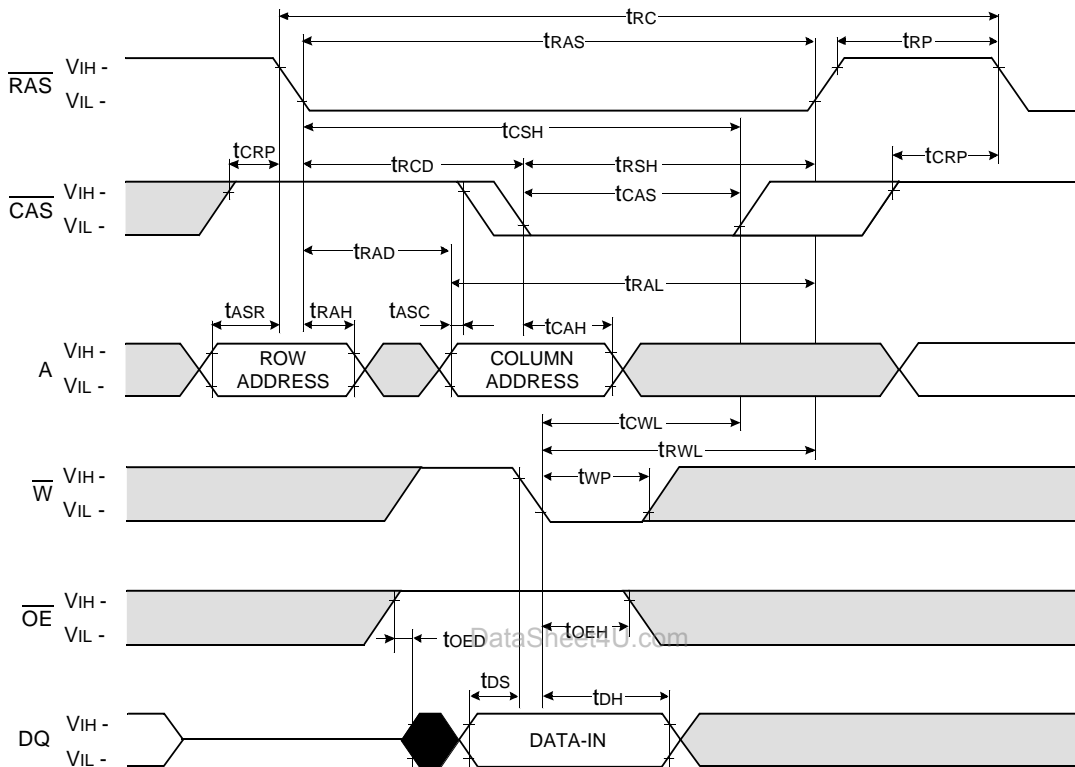 tRC
tRAS
tRP
RAS
VIH -
VIL -
tCSH
tCRP
tRCD
tRSH
tCRP
CAS
VIH -
VIL -
tCAS
tRAD
tRAL
tASR
tRAH
tASC
tCAH
A
VIH -
VIL -
ROW
ADDRESS
COLUMN
ADDRESS
tCWL
tRWL
W
VIH -
VIL -
tWP
OE
VIH -
VIL -
tOED
tOEH
DataSheet4U.com
tDS
tDH
DQ
VIH -
VIL -
DATA-IN